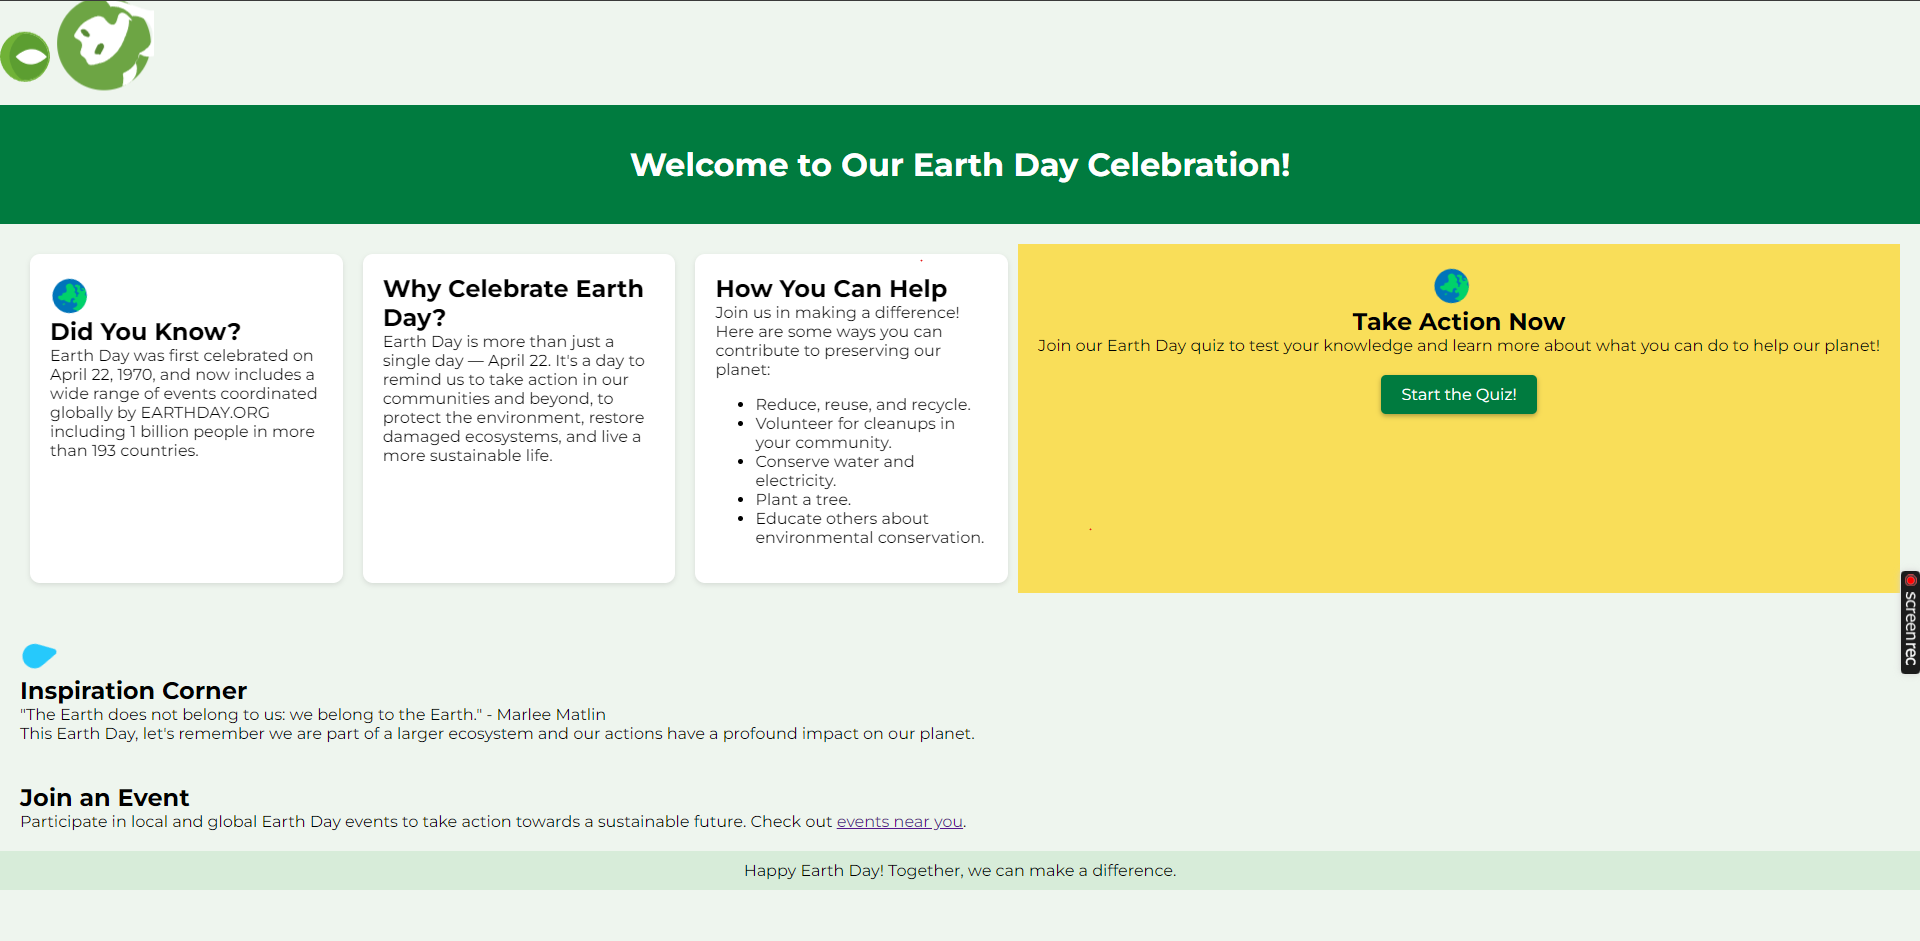 Welcome to Our Earth Day Celebration!
Did You Know?
Earth Day was first celebrated on
April 22, 1970, and now includes a
wide range of events coordinated
globally by EARTHDAY.ORG
including 1 billion people in more
than 193 countries.
Why Celebrate Earth
Day?
Earth Day is more than just a
single day — April 22. It's a day to
remind us to take action in our
communities and beyond, to
protect the environment, restore
damaged ecosystems, and live a
more sustainable life.
How You Can Help
Join us in making a difference!
Here are some ways you can
contribute to preserving our
planet:
• Reduce, reuse, and recycle.
• Volunteer for cleanups in
your community.
• Conserve water and
electricity.
• Plant a tree.
• Educate others about
environmental conservation.
Take Action Now
Join our Earth Day quiz to test your knowledge and learn more about what you can do to help our planet!
Start the Quiz!
screenrec
Inspiration Corner
"The Earth does not belong to us: we belong to the Earth." - Marlee Matlin
This Earth Day, let's remember we are part of a larger ecosystem and our actions have a profound impact on our planet.
Join an Event
Participate in local and global Earth Day events to take action towards a sustainable future. Check out events near you.
Happy Earth Day! Together, we can make a difference.